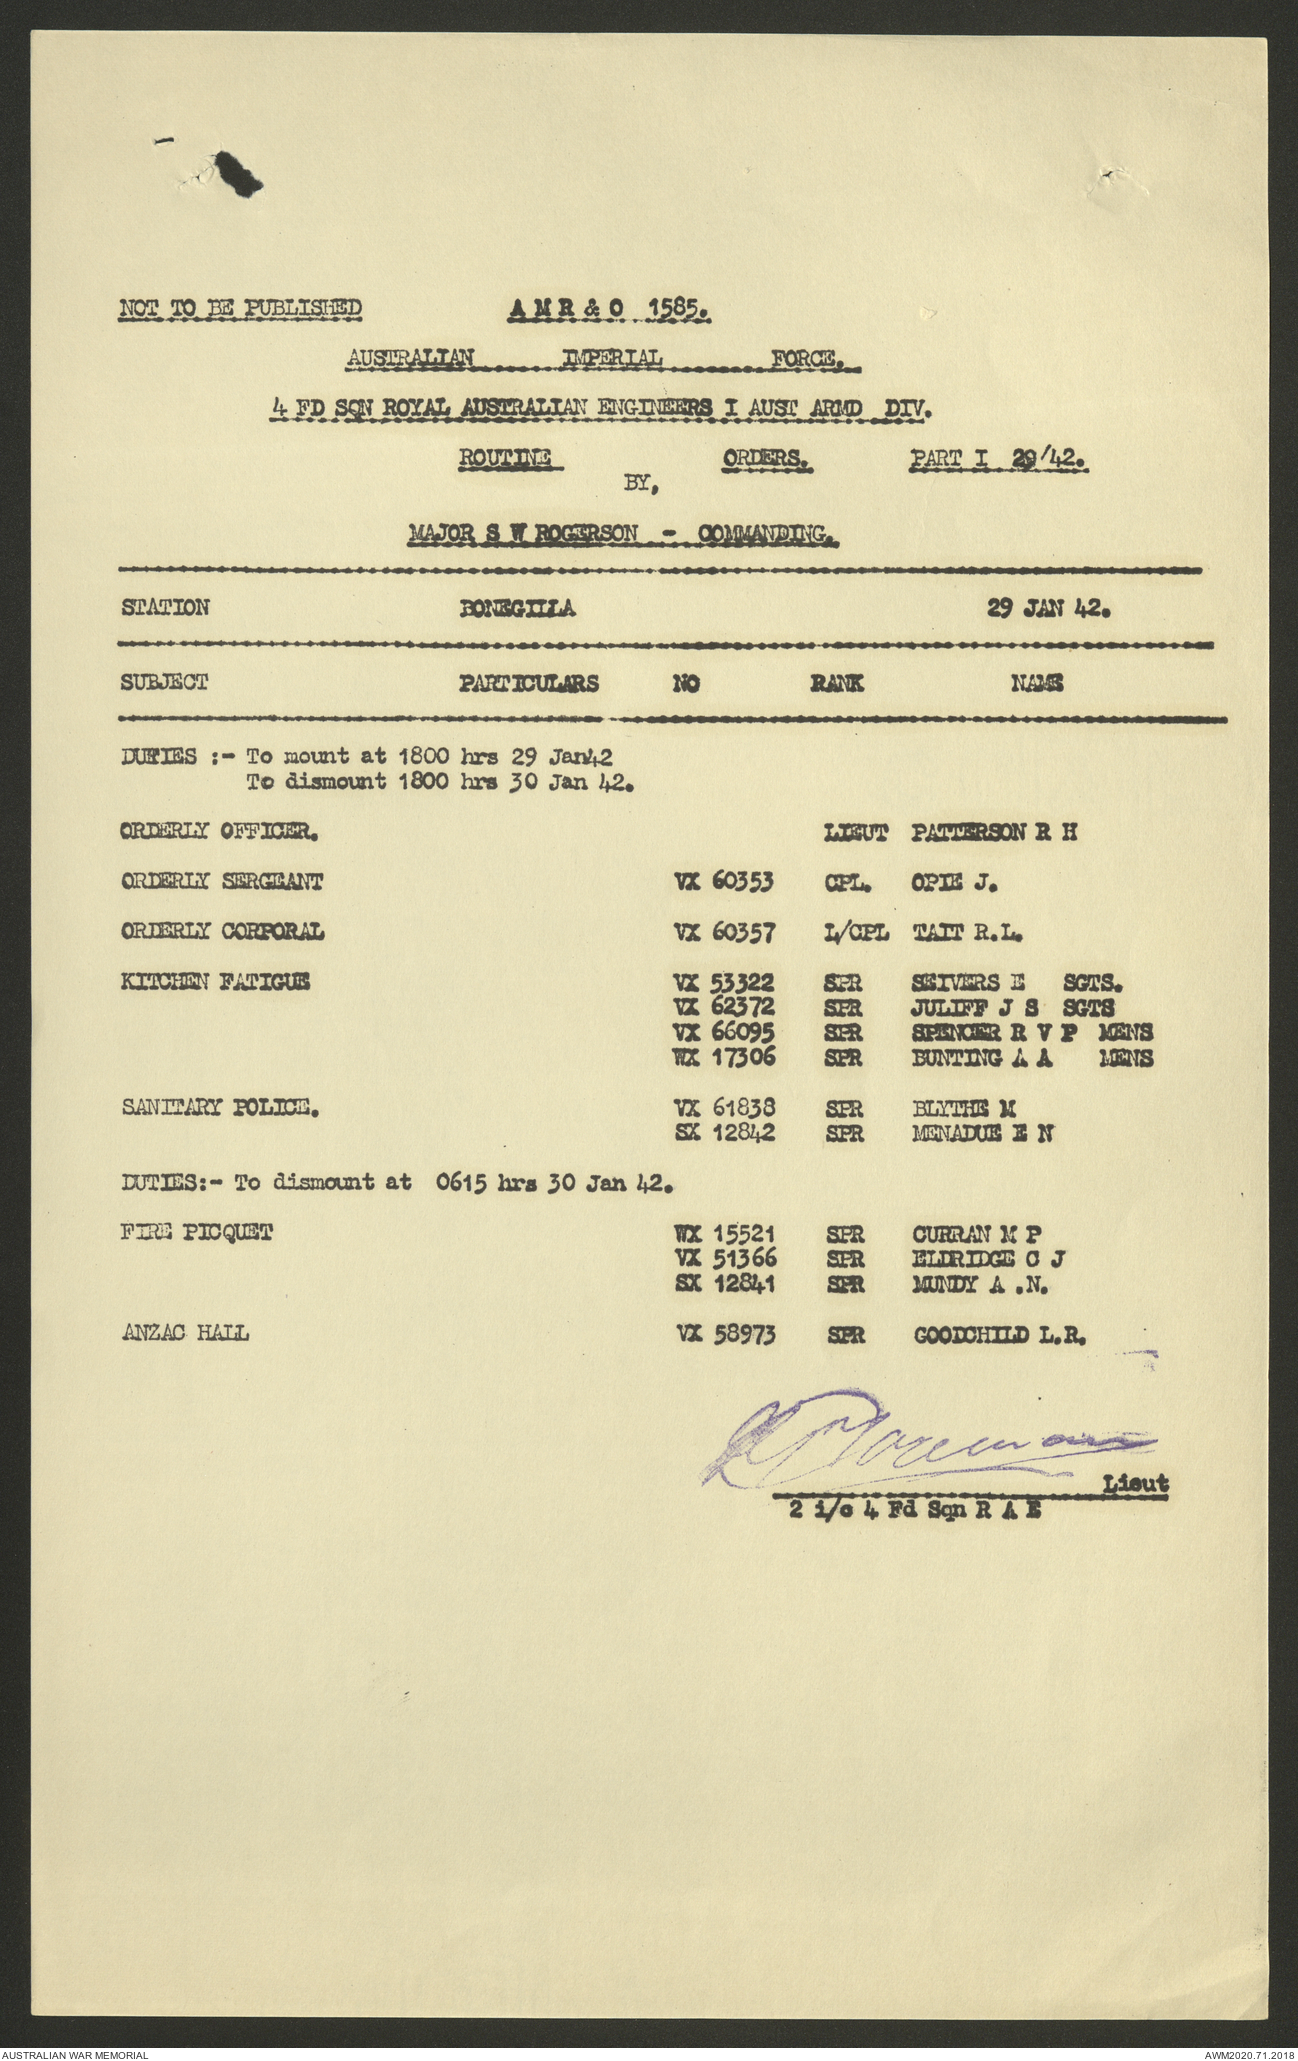 NOT TO BE PUBLISHED A M R & O 1585.
AUSTRALIAN IMPERIAL FORCE.
4 FD SQN ROYAL AUSTRALIAN ENGINEERS I AUST ARMD DIV.
ROUTINE ORDERS. PART I 29/42.
BY,
MAJOR S W ROGERSON - COMMANDING.
STATION BONEGILLA 29 JAN 42.
SUBJECT PARTICULARS NO RANK NAME
DUTIES :- To mount at 1800 hrs 29 Jan42
To dismount 1800 hrs 30 Jan 42.
ORDERLY OFFICER. LIEUT PATTERSON R H
ORDERLY SERGEANT VX 60353 CPL. OPIE J.
ORDERLY CORPORAL VX 60357 L/CPL TAIT R.L.
KITCHEN FATIGUE VX 53322 SPR SEIVERS E SGTS.
VX 62372 SPR JULIFF J S SGTS
VX 66095 SPR SPENCER R V P MENS
WX 17306 SPR BUNTING A A MENS
SANITARY POLICE. VX 61838 SPR BLYTHE M
SX 12842 SPR MENADUE E N
DUTIES:- To dismount at 0615 hrs 30 Jan 42.
FIRE PICQUET WX 15521 SPR CURRAN M P
VX 51366 SPR ELDRIDGE C J
SX 12841 SPR MUNDY A .N.
ANZAC HALL VX 58973 SPR GOODCHILD L.R.
Lieut
2 i/c 4 Fd Sqn R A E
AUSTRALIAN WAR MEMORIAL AWM2020.71.2018